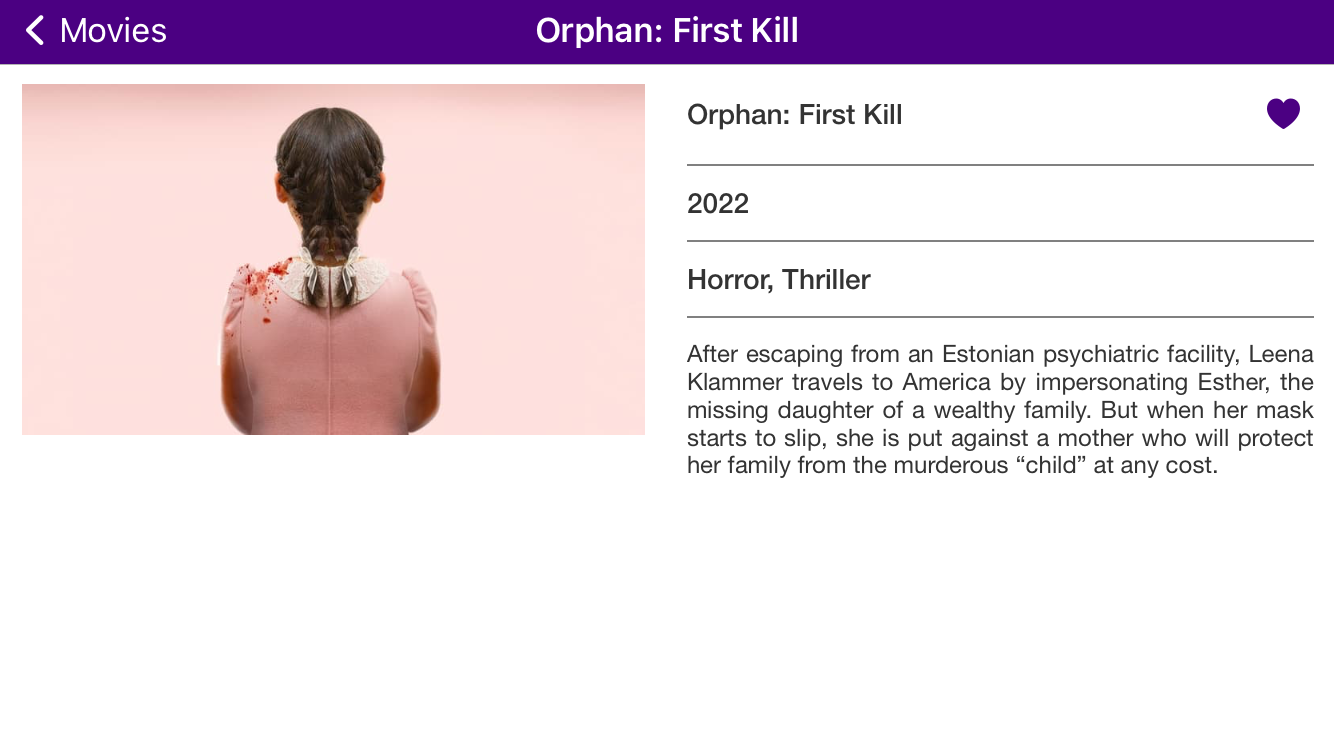 Movies
Orphan: First Kill
Orphan: First Kill
2022
Horror, Thriller
After escaping from an Estonian psychiatric facility, Leena
Klammer travels to America by impersonating Esther, the
missing daughter of a wealthy family. But when her mask
starts to slip, she is put against a mother who will protect
her family from the murderous “child” at any cost.